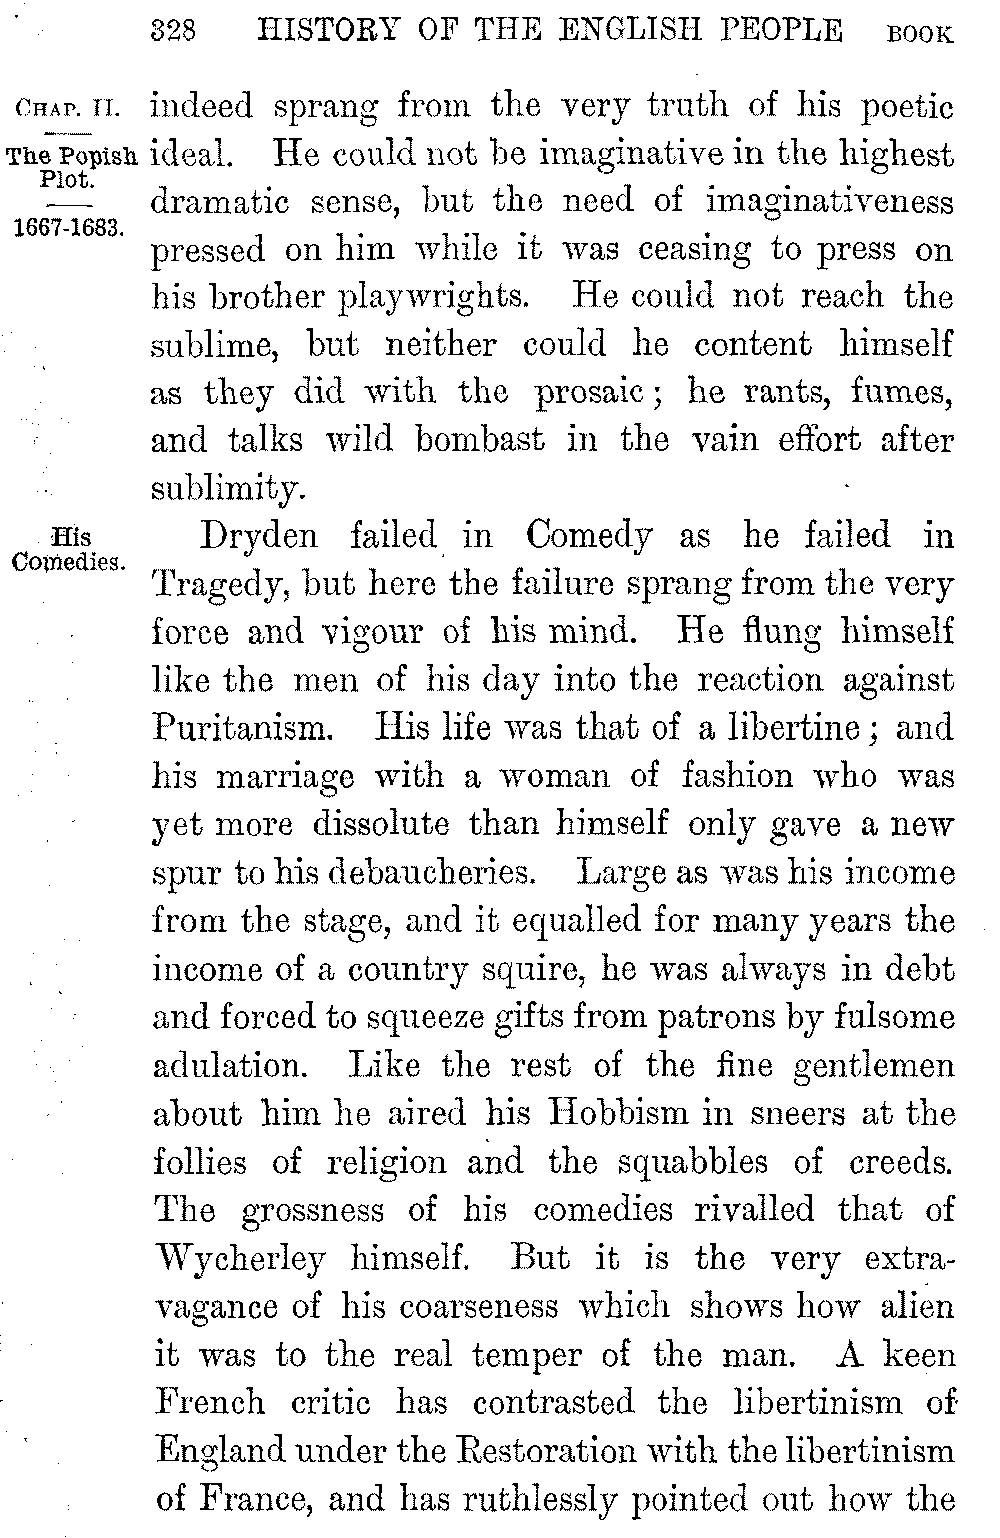 328 HISTORY OF THE ENGLISH PEOPLE BOOK
CHAP. II.
The Popish
Plot.
1667-1683.
indeed sprang from the very truth of his poetic
ideal. He could not be imaginative in the highest
dramatic sense, but the need of imaginativeness
pressed on him while it was ceasing to press on
his brother playwrights. He could not reach the
sublime, but neither could he content himself
as they did with the prosaic; he rants, fumes,
and talks wild bombast in the vain effort after
sublimity.
His
Comedies.
Dryden failed in Comedy as he failed in
Tragedy, but here the failure sprang from the very
force and vigour of his mind. He flung himself
like the men of his day into the reaction against
Puritanism. His life was that of a libertine; and
his marriage with a woman of fashion who was
yet more dissolute than himself only gave a new
spur to his debaucheries. Large as was his income
from the stage, and it equalled for many years the
income of a country squire, he was always in debt
and forced to squeeze gifts from patrons by fulsome
adulation. Like the rest of the fine gentlemen
about him he aired his Hobbism in sneers at the
follies of religion and the squabbles of creeds.
The grossness of his comedies rivalled that of
Wycherley himself. But it is the very extra-
vagance of his coarseness which shows how alien
it was to the real temper of the man. A keen
French critic has contrasted the libertinism of
England under the Restoration with the libertinism
of France, and has ruthlessly pointed out how the